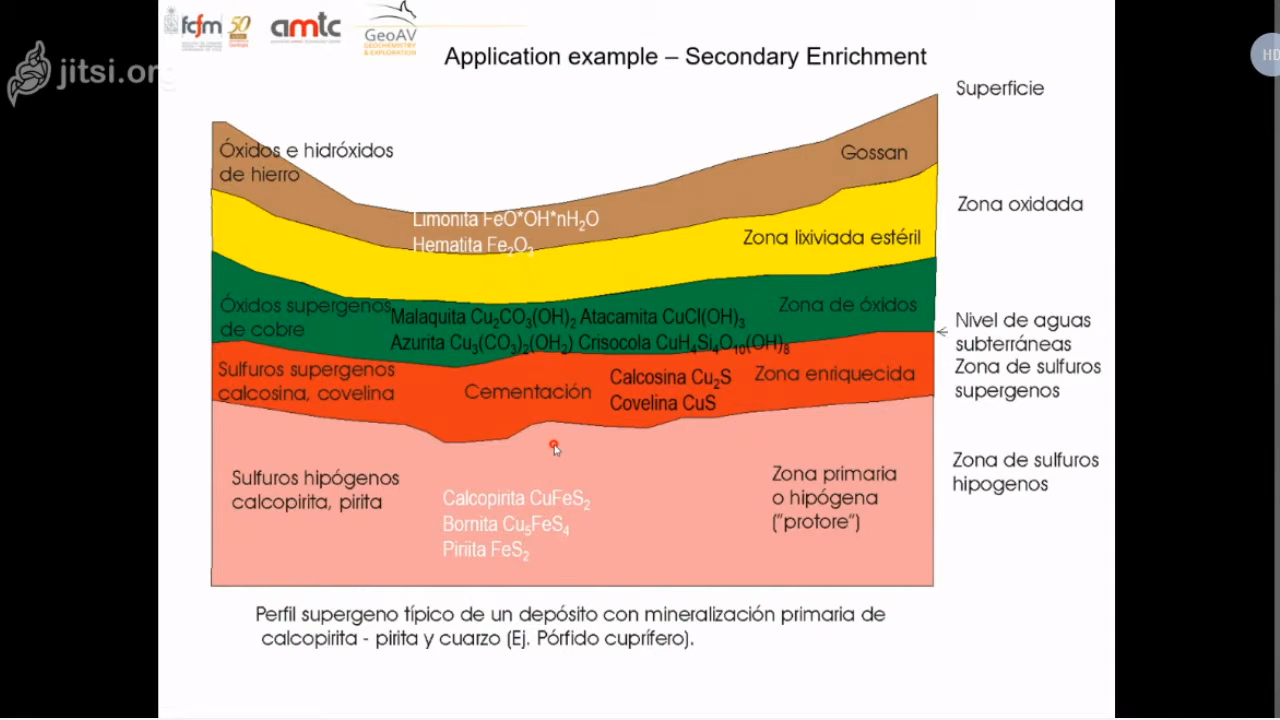 fcfm
50
amtc
GeoAV
GEOCHEMISTRY
& EXPLORATION
jitsi.or
HD
Application example – Secondary Enrichment
Superficie
Óxidos e hidróxidos
de hierro
Gossan
Limonita FeO*OH*nH₂O
Hematita Fe₂O₃
Zona oxidada
Zona lixiviada estéril
Óxidos supergenos
de cobre
Malaquita Cu₂CO₃(OH)₂ Atacamita CuCl(OH)₃
Azurita Cu₃(CO₃)₂(OH₂) Crisocola CuH₄Si₄O₁₀(OH)₈
Zona de óxidos
Nivel de aguas
subterráneas
Zona de sulfuros
supergenos
Sulfuros supergenos
calcosina, covelina
Cementación
Calcosina Cu₂S
Covelina CuS
Zona enriquecida
Sulfuros hipógenos
calcopirita, pirita
Calcopirita CuFeS₂
Bornita Cu₅FeS₄
Piriita FeS₂
Zona primaria
o hipógena
("protore")
Zona de sulfuros
hipogenos
Perfil supergeno típico de un depósito con mineralización primaria de
calcopirita - pirita y cuarzo (Ej. Pórfido cuprífero).